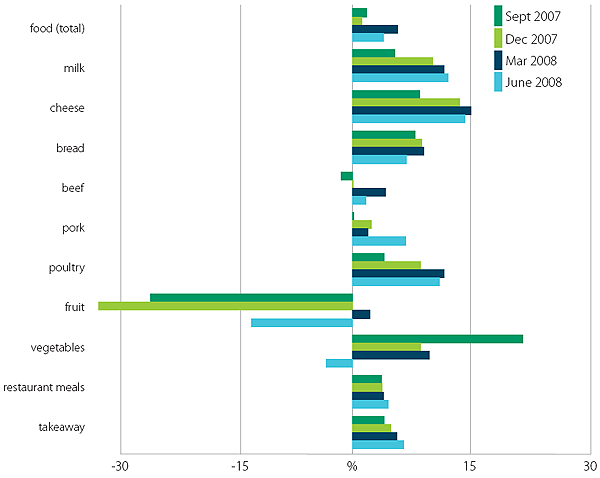 Sept 2007
Dec 2007
Mar 2008
June 2008
food (total)
milk
cheese
bread
beef
pork
poultry
fruit
vegetables
restaurant meals
takeaway
-30 -15 % 15 30